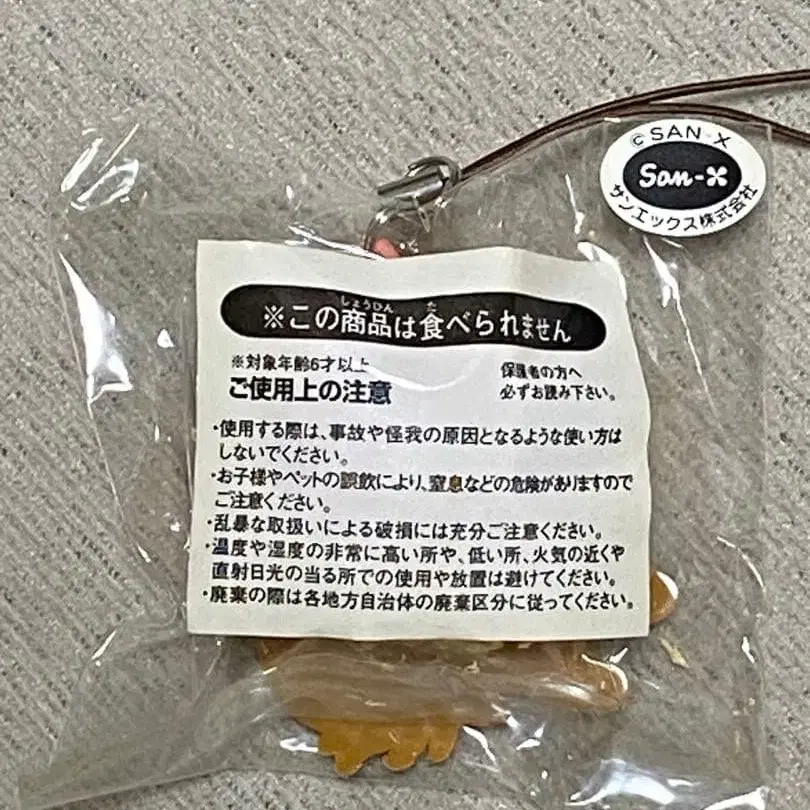 ©SAN-X
San-X
サンエックス株式会社
※この商品は食べられません
※対象年齢6才以上
ご使用上の注意
保護者の方へ
必ずお読み下さい。
・使用する際は、事故や怪我の原因となるような使い方は
しないでください。
・お子様やペットの誤飲により、窒息などの危険がありますので
ご注意ください。
・乱暴な取扱いによる破損には充分ご注意ください。
・温度や湿度の非常に高い所や、低い所、火気の近くや
直射日光の当る所での使用や放置は避けてください。
・廃棄の際は各地方自治体の廃棄区分に従ってください。